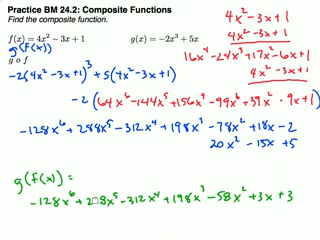 Practice BM 24.2: Composite Functions
Find the composite function.
f(x) = 4x² − 3x + 1 g(x) = −2x³ + 5x
g(f(x))
g o f
−2(4x²−3x+1)³ + 5(4x²−3x+1)
4x² −3x +1
4x² −3x +1
16x⁴ −24x³ +17x² −6x +1
4x² −3x +1
−2 (64x⁶ −144x⁵ +156x⁴ −99x³ +39x² −9x +1)
−128x⁶ + 288x⁵ −312x⁴ + 198x³ −78x² +18x −2
20x² −15x +5
g(f(x)) =
−128x⁶ + 288x⁵ −312x⁴ +198x³ −58x² +3x +3